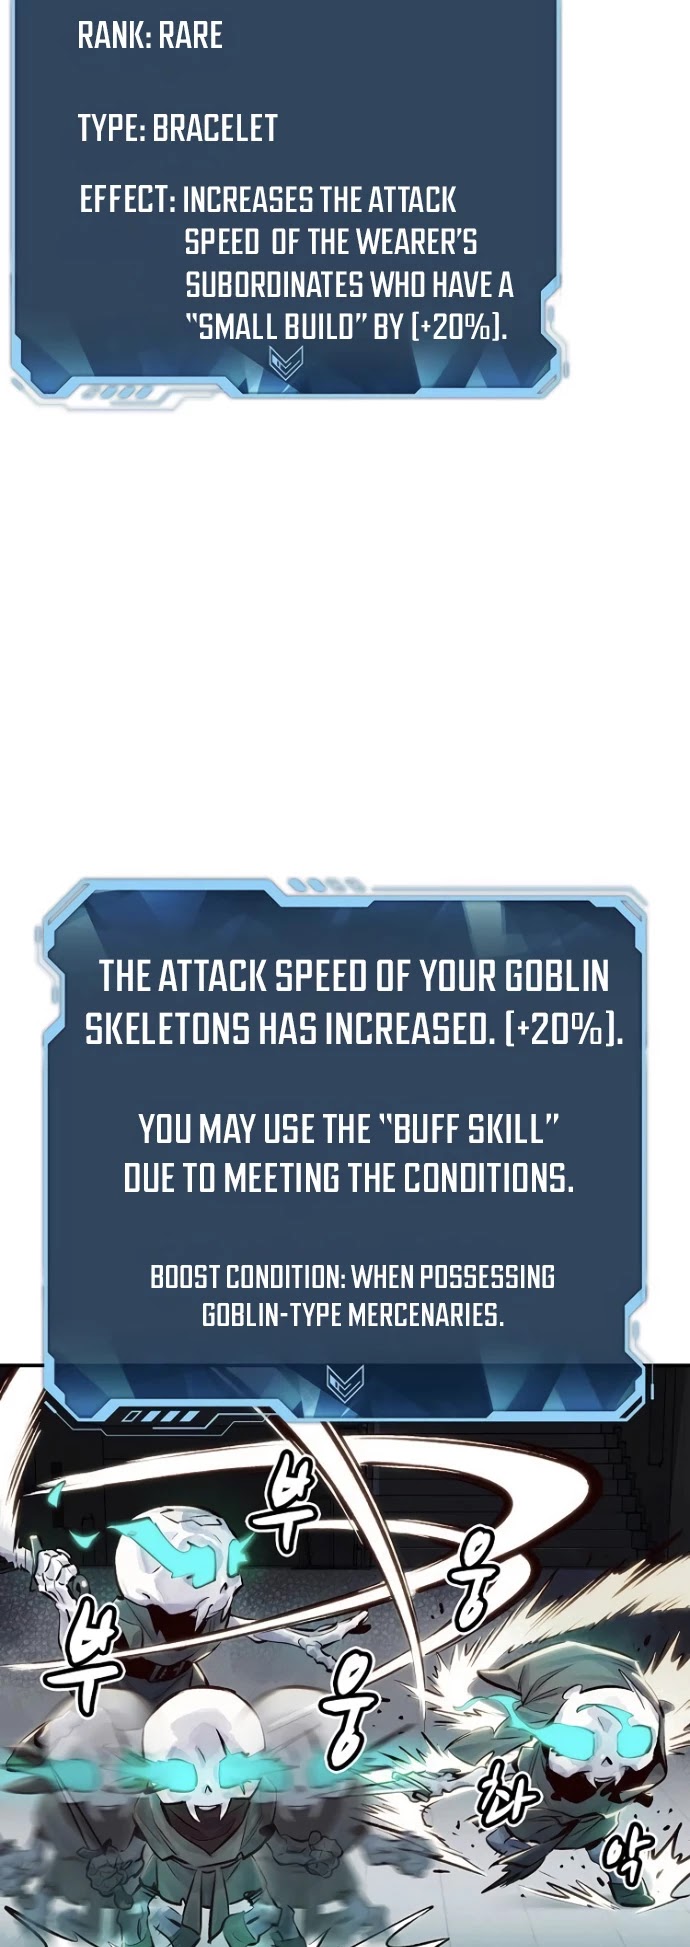 RANK: RARE
TYPE: BRACELET
EFFECT: INCREASES THE ATTACK
SPEED OF THE WEARER'S
SUBORDINATES WHO HAVE A
"SMALL BUILD" BY [+20%].
THE ATTACK SPEED OF YOUR GOBLIN
SKELETONS HAS INCREASED. [+20%].
YOU MAY USE THE "BUFF SKILL"
DUE TO MEETING THE CONDITIONS.
BOOST CONDITION: WHEN POSSESSING
GOBLIN-TYPE MERCENARIES.
부
웅
부
웅
화
악